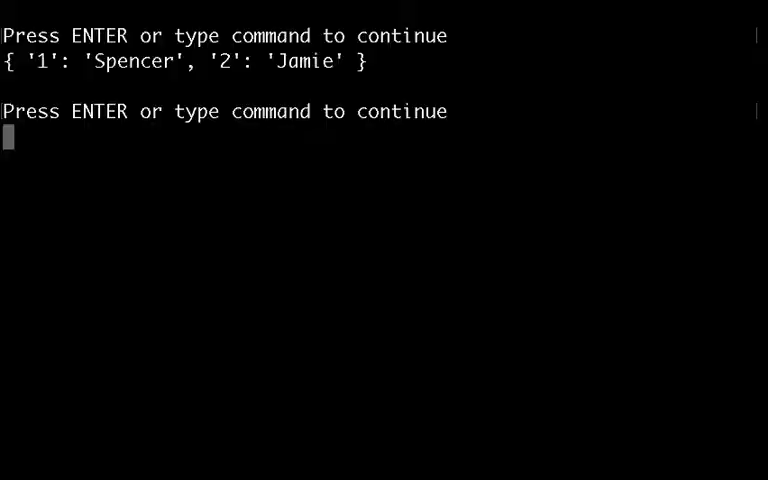 Press ENTER or type command to continue
{ '1': 'Spencer', '2': 'Jamie' }
Press ENTER or type command to continue